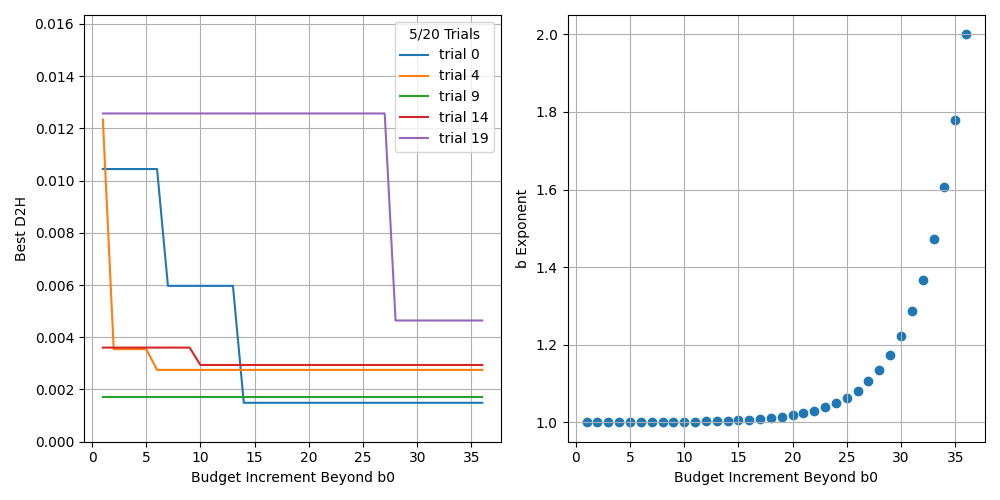 0.016
0.014
0.012
0.010
0.008
0.006
0.004
0.002
0.000
Best D2H
0 5 10 15 20 25 30 35
Budget Increment Beyond b0
5/20 Trials
trial 0
trial 4
trial 9
trial 14
trial 19
2.0
1.8
1.6
1.4
1.2
1.0
b Exponent
0 5 10 15 20 25 30 35
Budget Increment Beyond b0